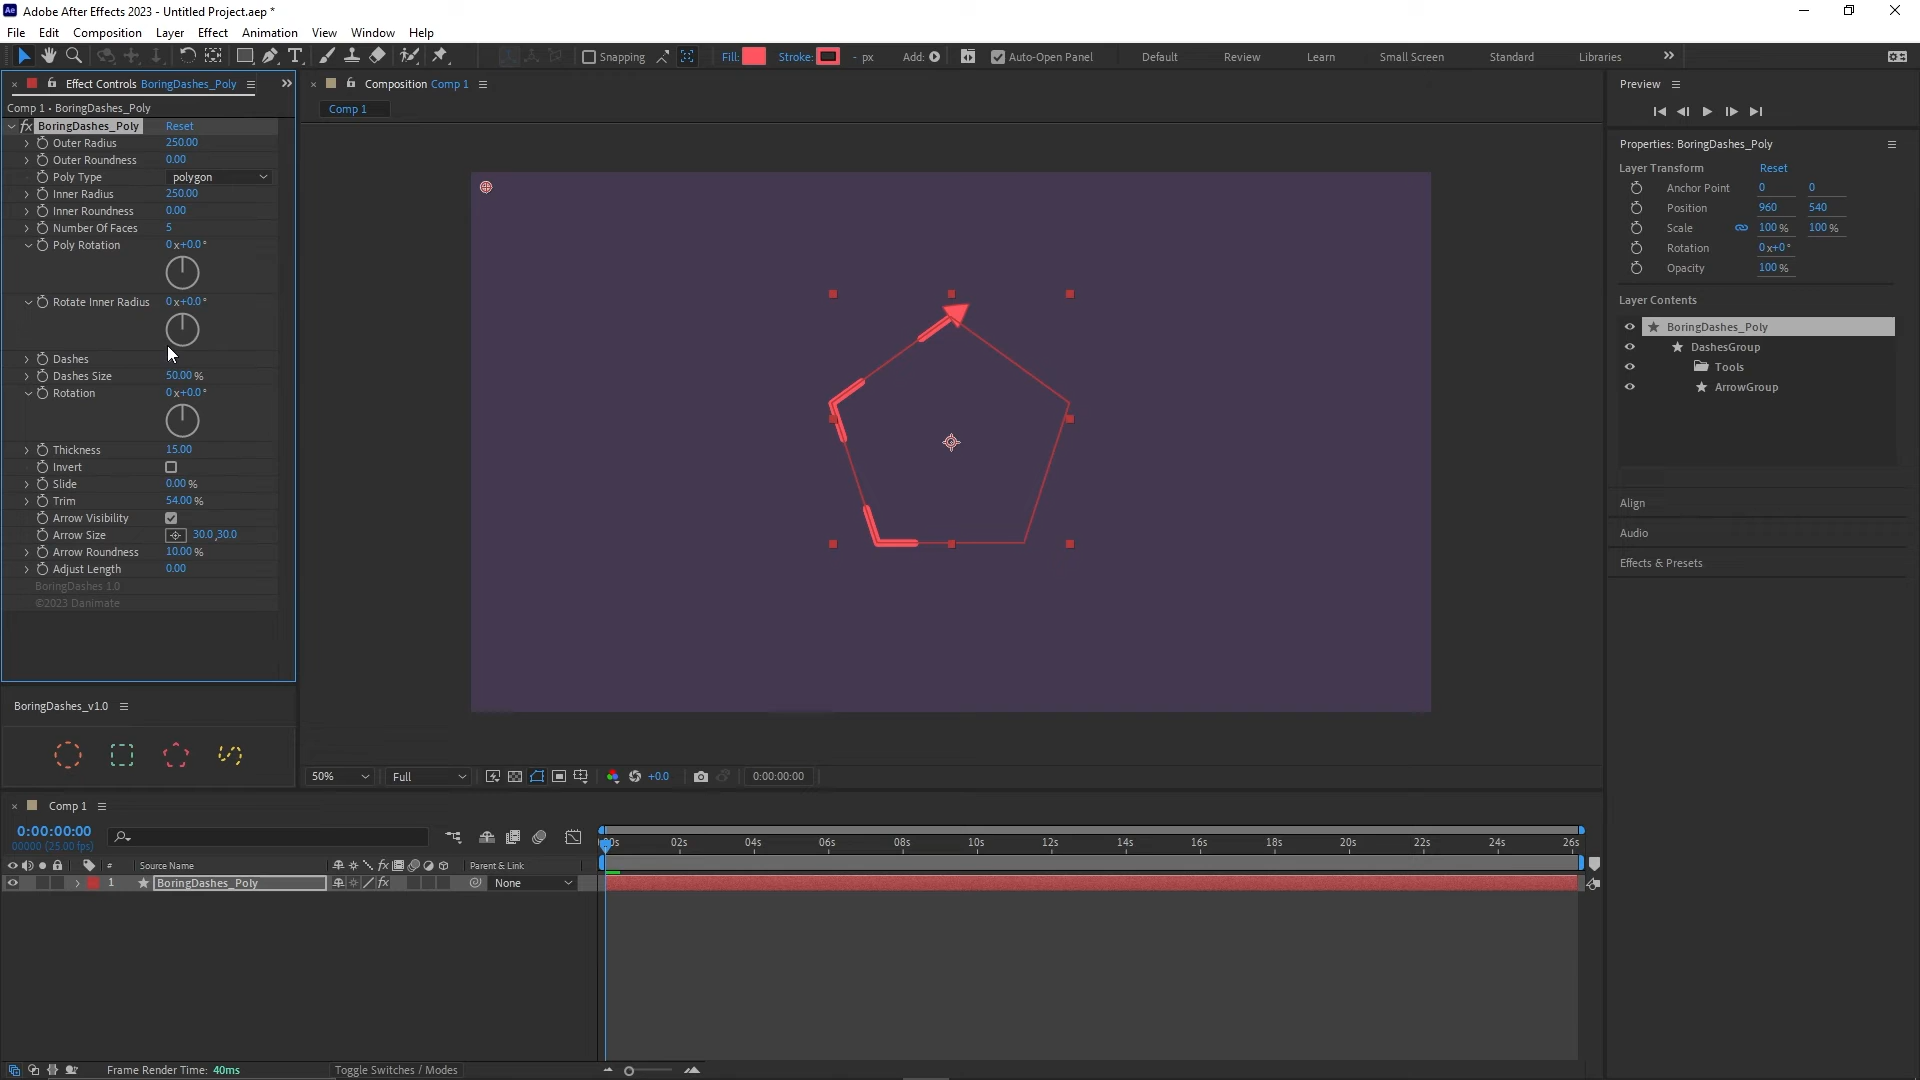 Adobe After Effects 2023 - Untitled Project.aep *
File Edit Composition Layer Effect Animation View Window Help
Snapping Fill: Stroke: - px Add: Auto-Open Panel Default Review Learn Small Screen Standard Libraries
Effect Controls BoringDashes_Poly
Comp 1 • BoringDashes_Poly
fx BoringDashes_Poly Reset
Outer Radius 250.00
Outer Roundness 0.00
Poly Type polygon
Inner Radius 250.00
Inner Roundness 0.00
Number Of Faces 5
Poly Rotation 0x+0.0°
Rotate Inner Radius 0x+0.0°
Dashes
Dashes Size 50.00 %
Rotation 0x+0.0°
Thickness 15.00
Invert
Slide 0.00 %
Trim 54.00 %
Arrow Visibility
Arrow Size 30.0,30.0
Arrow Roundness 10.00 %
Adjust Length 0.00
BoringDashes 1.0
©2023 Danimate
BoringDashes_v1.0
Composition Comp 1
Comp 1
50% Full +0.0 0:00:00:00
Preview
Properties: BoringDashes_Poly
Layer Transform Reset
Anchor Point 0 0
Position 960 540
Scale 100 % 100 %
Rotation 0x+0°
Opacity 100 %
Layer Contents
BoringDashes_Poly
DashesGroup
Tools
ArrowGroup
Align
Audio
Effects & Presets
Comp 1
0:00:00:00
00000 (25.00 fps)
02s 04s 06s 08s 10s 12s 14s 16s 18s 20s 22s 24s 26s
# Source Name fx Parent & Link
1 BoringDashes_Poly fx None
Frame Render Time: 40ms Toggle Switches / Modes